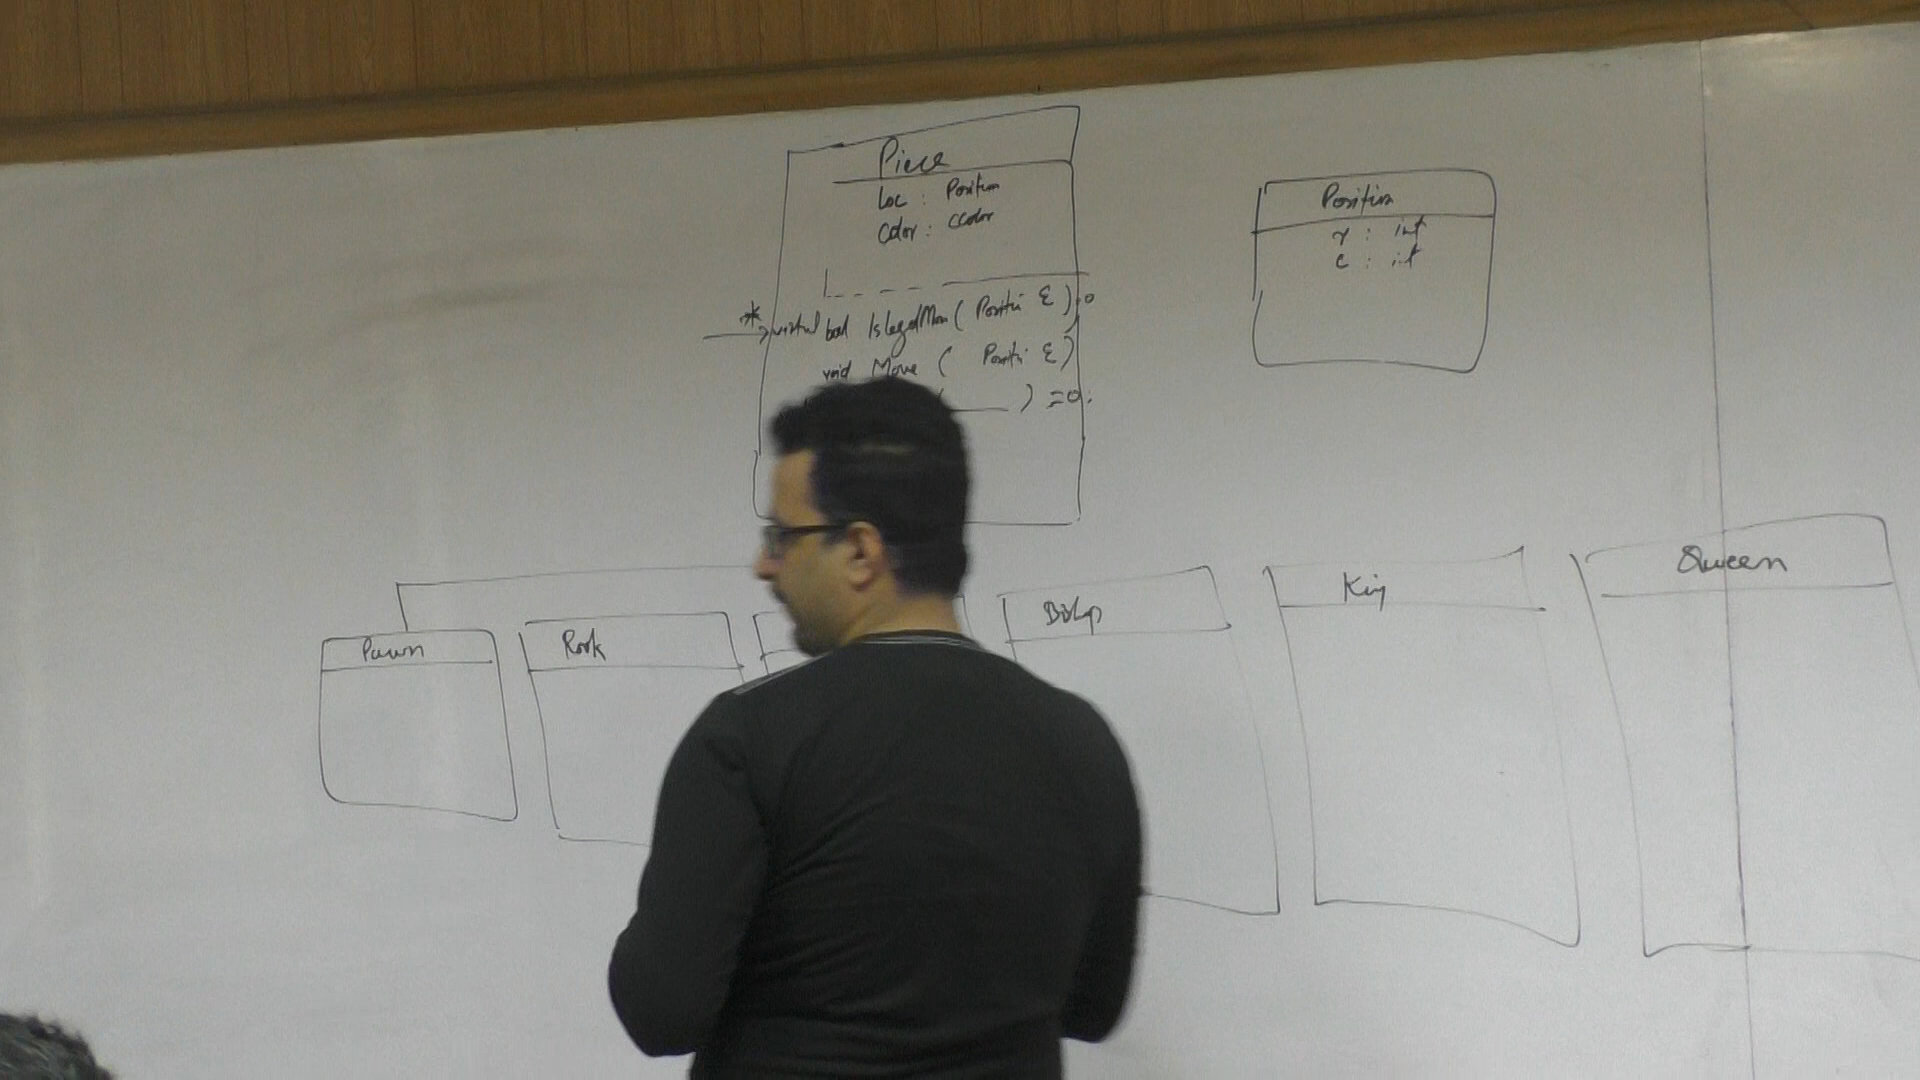 Piece
Loc : Position
Color : CColor
virtual bool IsLegalMove ( Position E ) = 0
void Move ( Position E )
( ) = 0 ;
Position
r : int
c : int
Pawn
Rook
Bishop
King
Queen